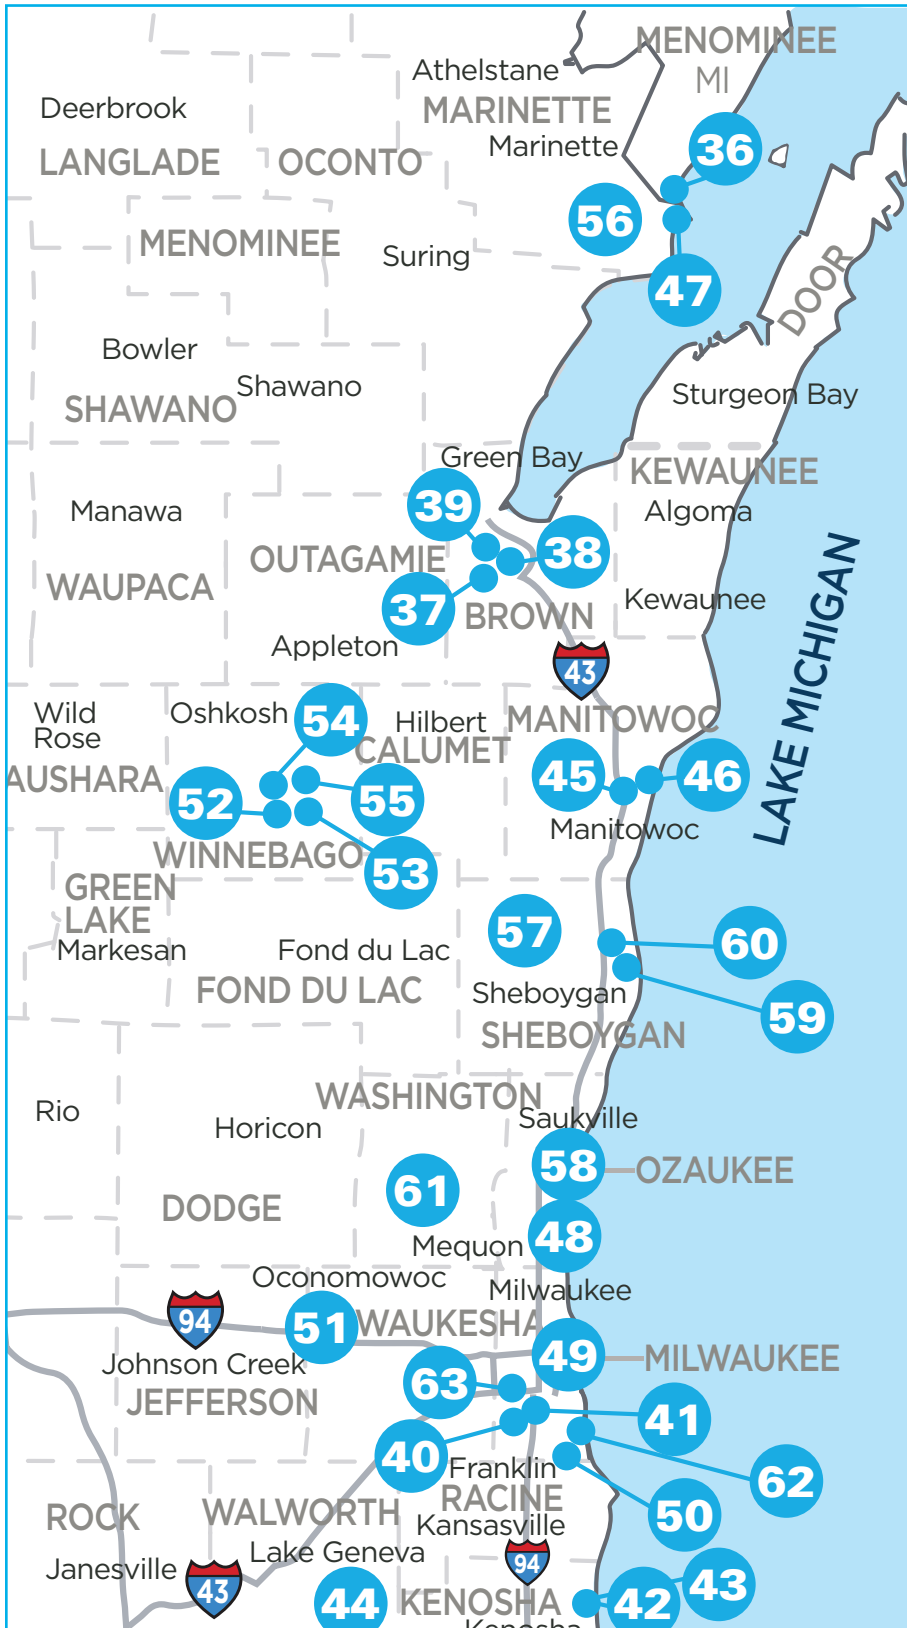 MENOMINEE
MI
Athelstane
MARINETTE
Marinette
Deerbrook
LANGLADE
OCONTO
36
56
MENOMINEE
Suring
47
DOOR
Bowler
Shawano
SHAWANO
Sturgeon Bay
Green Bay
KEWAUNEE
Algoma
39
38
Manawa
OUTAGAMIE
WAUPACA
37
BROWN
Kewaunee
Appleton
43
LAKE MICHIGAN
Wild
Rose
Oshkosh
54
Hilbert
CALUMET
MANITOWOC
AUSHARA
52
55
45
46
Manitowoc
WINNEBAGO
53
GREEN
LAKE
Markesan
Fond du Lac
FOND DU LAC
57
60
Sheboygan
59
SHEBOYGAN
WASHINGTON
Rio
Horicon
Saukville
58
OZAUKEE
61
DODGE
Mequon
48
Oconomowoc
Milwaukee
94
51
WAUKESHA
49
MILWAUKEE
Johnson Creek
JEFFERSON
63
41
40
Franklin
62
RACINE
50
ROCK
WALWORTH
Kansasville
Janesville
Lake Geneva
94
43
44
KENOSHA
42
43
Kenosha